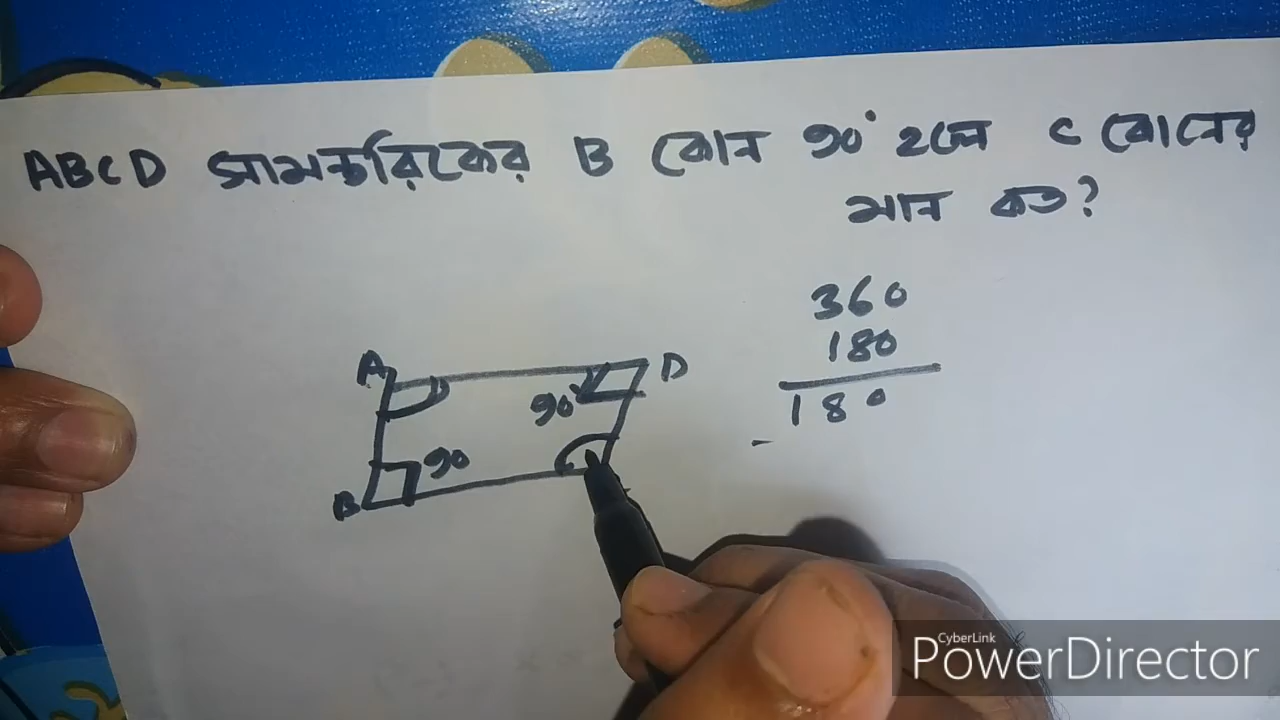 ABCD সামন্তরিকের B কোন 90° হলে C কোনের
মান কত?
360
180
180
-
A
D
90
90
B
CyberLink
PowerDirector